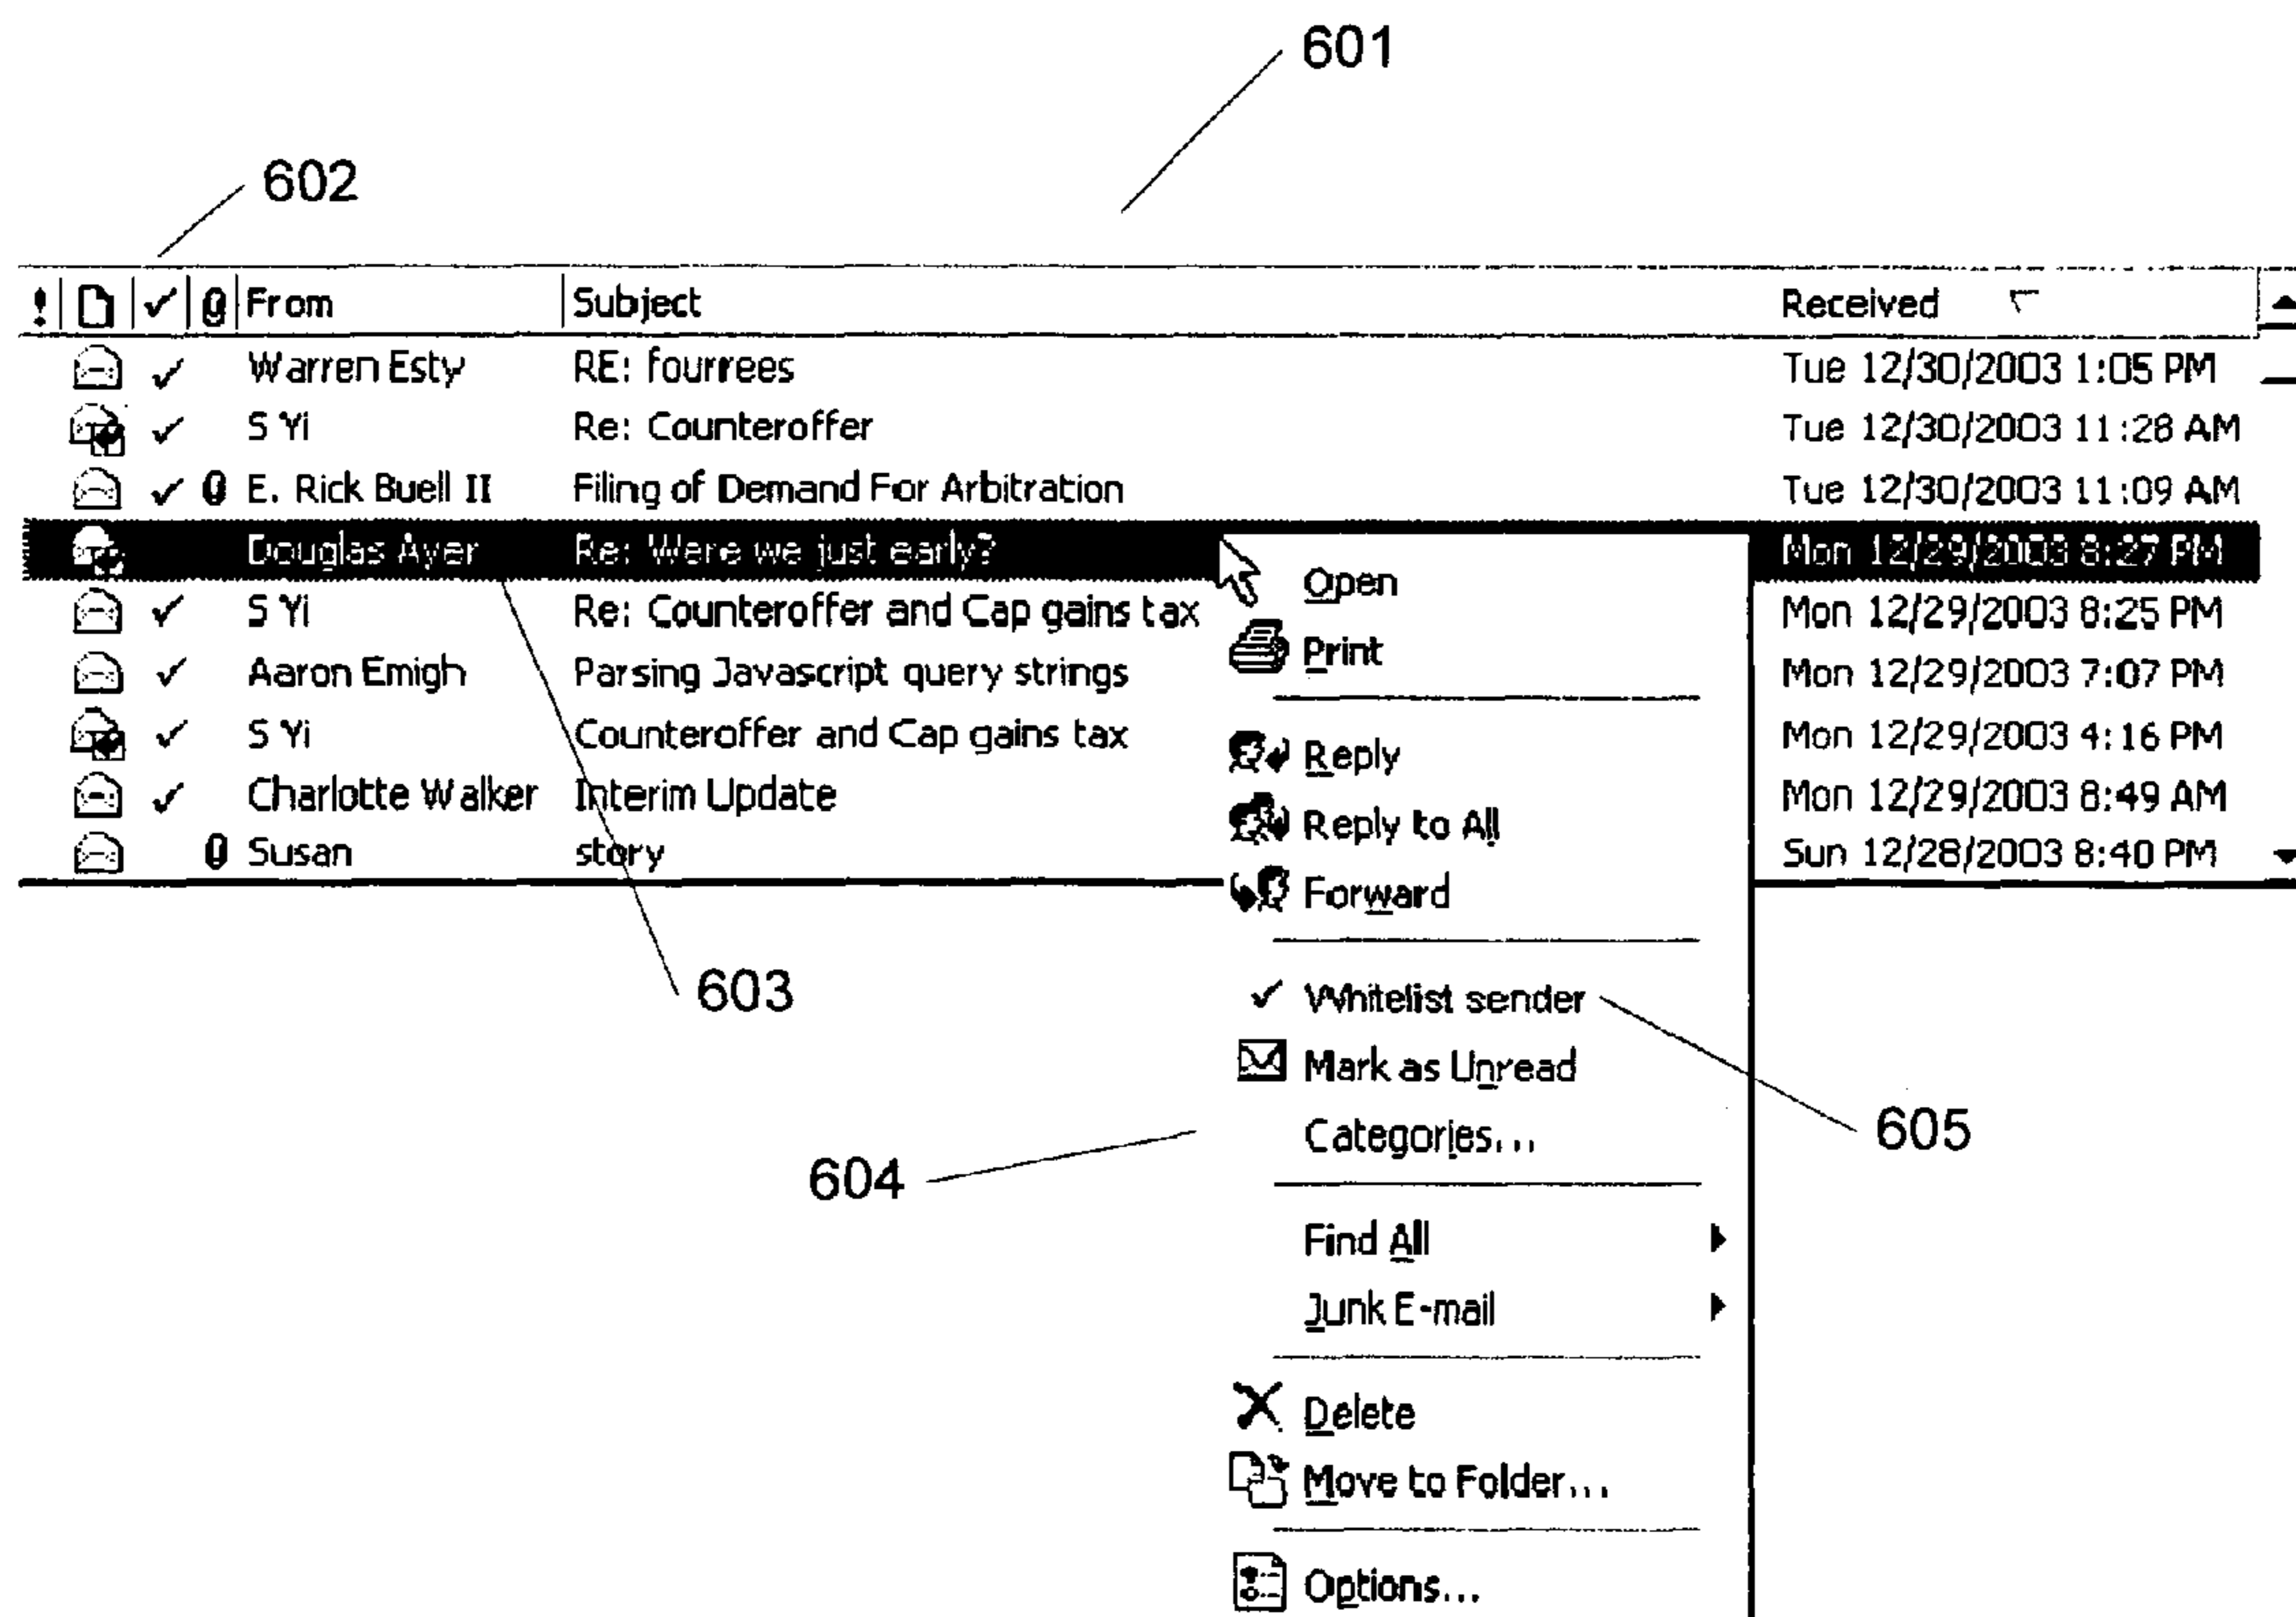 601
602
! From Subject Received
Warren Esty RE: fourrees Tue 12/30/2003 1:05 PM
S Yi Re: Counteroffer Tue 12/30/2003 11:28 AM
E. Rick Buell II Filing of Demand For Arbitration Tue 12/30/2003 11:09 AM
Douglas Ayer Re: Were we just early? Mon 12/29/2003 8:27 PM
S Yi Re: Counteroffer and Cap gains tax Mon 12/29/2003 8:25 PM
Aaron Emigh Parsing Javascript query strings Mon 12/29/2003 7:07 PM
S Yi Counteroffer and Cap gains tax Mon 12/29/2003 4:16 PM
Charlotte Walker Interim Update Mon 12/29/2003 8:49 AM
Susan story Sun 12/28/2003 8:40 PM
Open
Print
Reply
Reply to All
Forward
603
Whitelist sender
Mark as Unread
605
Categories...
604
Find All
Junk E-mail
Delete
Move to Folder...
Options...